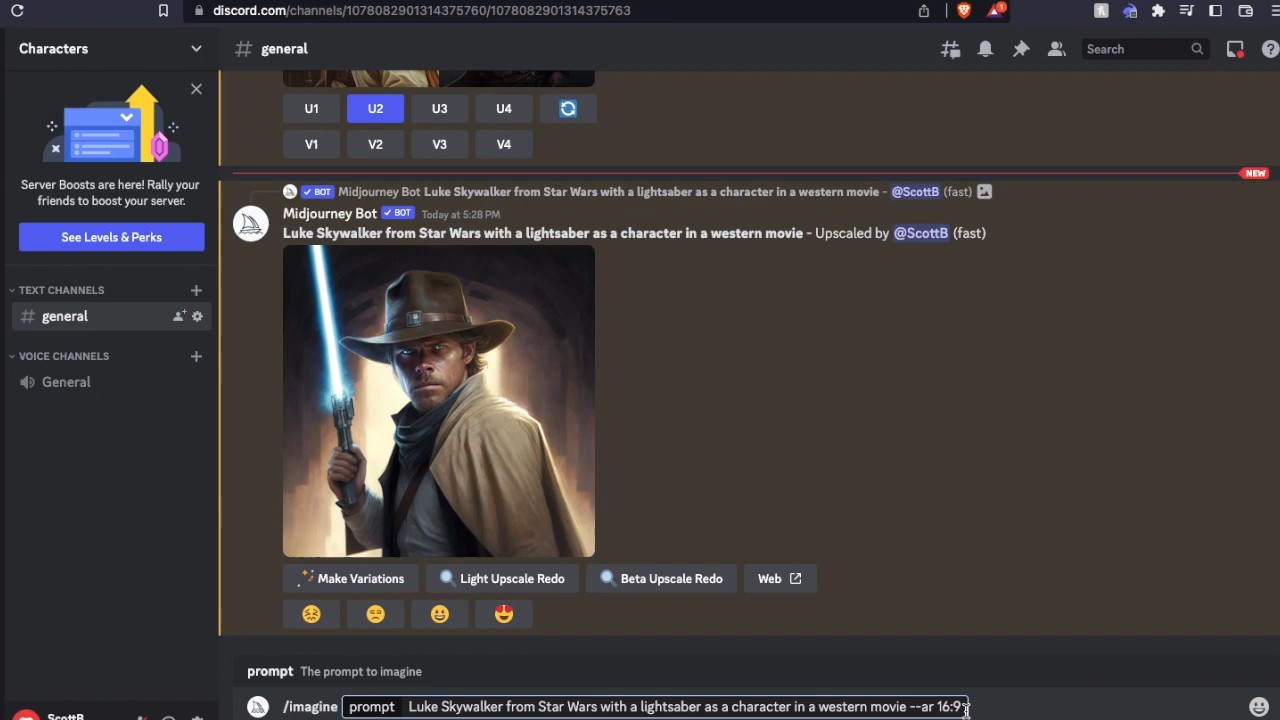 discord.com/channels/1078082901314375760/1078082901314375763
1
Characters
general
Search
Server Boosts are here! Rally your
friends to boost your server.
See Levels & Perks
TEXT CHANNELS
general
VOICE CHANNELS
General
U1 U2 U3 U4
V1 V2 V3 V4
NEW
BOT Midjourney Bot Luke Skywalker from Star Wars with a lightsaber as a character in a western movie - @ScottB (fast)
Midjourney Bot BOT Today at 5:28 PM
Luke Skywalker from Star Wars with a lightsaber as a character in a western movie - Upscaled by @ScottB (fast)
Make Variations Light Upscale Redo Beta Upscale Redo Web
prompt The prompt to imagine
/imagine prompt Luke Skywalker from Star Wars with a lightsaber as a character in a western movie --ar 16:9
ScottB